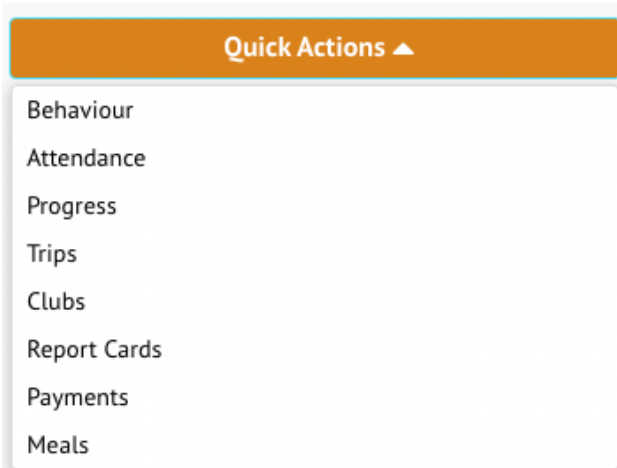 Quick Actions
Behaviour
Attendance
Progress
Trips
Clubs
Report Cards
Payments
Meals